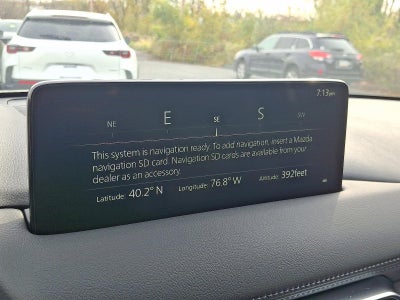 7:13pm
NE E SE S SW
This system is navigation ready. To add navigation, insert a Mazda
navigation SD card. Navigation SD cards are available from your
dealer as an accessory.
Latitude: 40.2° N Longitude: 76.8° W Altitude: 392feet